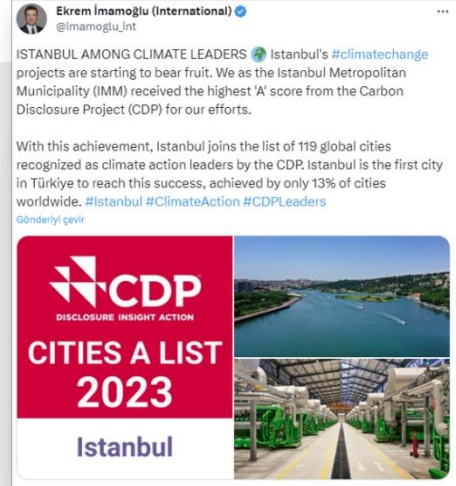 Ekrem İmamoğlu (International)
@imamoglu_int
ISTANBUL AMONG CLIMATE LEADERS 🌍 Istanbul's #climatechange
projects are starting to bear fruit. We as the Istanbul Metropolitan
Municipality (IMM) received the highest 'A' score from the Carbon
Disclosure Project (CDP) for our efforts.
With this achievement, Istanbul joins the list of 119 global cities
recognized as climate action leaders by the CDP. Istanbul is the first city
in Türkiye to reach this success, achieved by only 13% of cities
worldwide. #Istanbul #ClimateAction #CDPLeaders
Gönderiyi çevir
CDP
DISCLOSURE INSIGHT ACTION
CITIES A LIST
2023
Istanbul